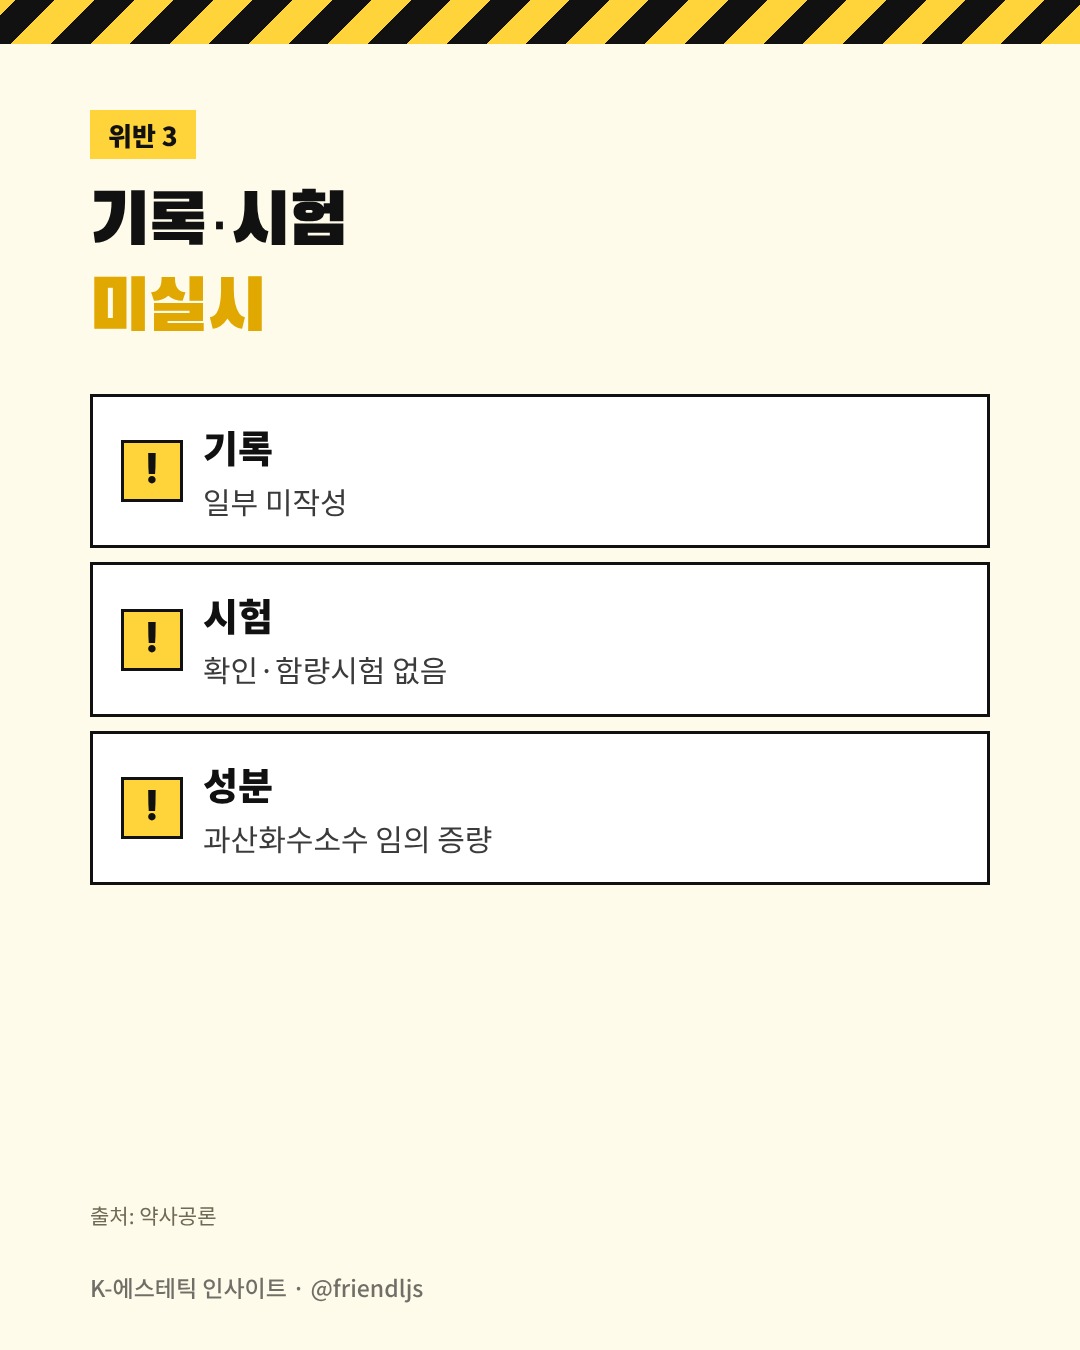 위반 3
기록·시험
미실시
!
기록
일부 미작성
!
시험
확인·함량시험 없음
!
성분
과산화수소수 임의 증량
출처: 약사공론
K-에스테틱 인사이트 · @friendljs